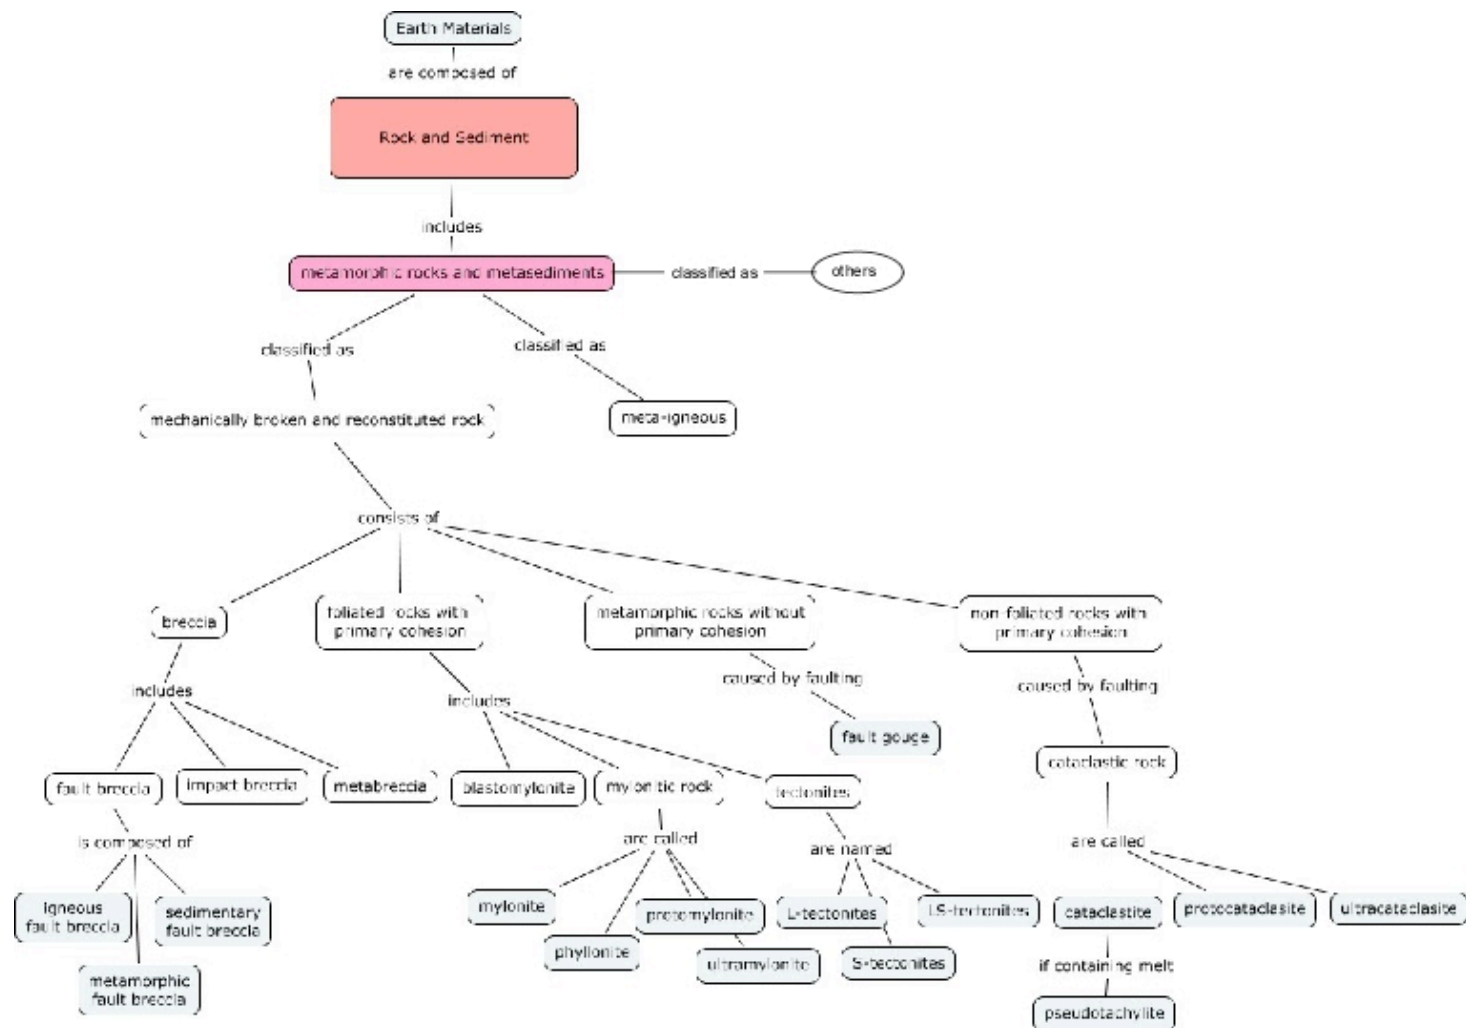 Earth Materials
are composed of
Rock and Sediment
includes
metamorphic rocks and metasediments
classified as
others
classified as
classified as
mechanically broken and reconstituted rock
meta-igneous
consists of
breccia
foliated rocks with
primary cohesion
metamorphic rocks without
primary cohesion
non-foliated rocks with
primary cohesion
includes
includes
caused by faulting
caused by faulting
fault gouge
fault breccia
impact breccia
metabreccia
blastomylonite
mylonitic rock
tectonites
cataclastic rock
is composed of
are called
are named
are called
igneous
fault breccia
sedimentary
fault breccia
metamorphic
fault breccia
mylonite
phyllonite
protomylonite
ultramylonite
L-tectonites
S-tectonites
LS-tectonites
cataclastite
protocataclasite
ultracataclasite
if containing melt
pseudotachylite